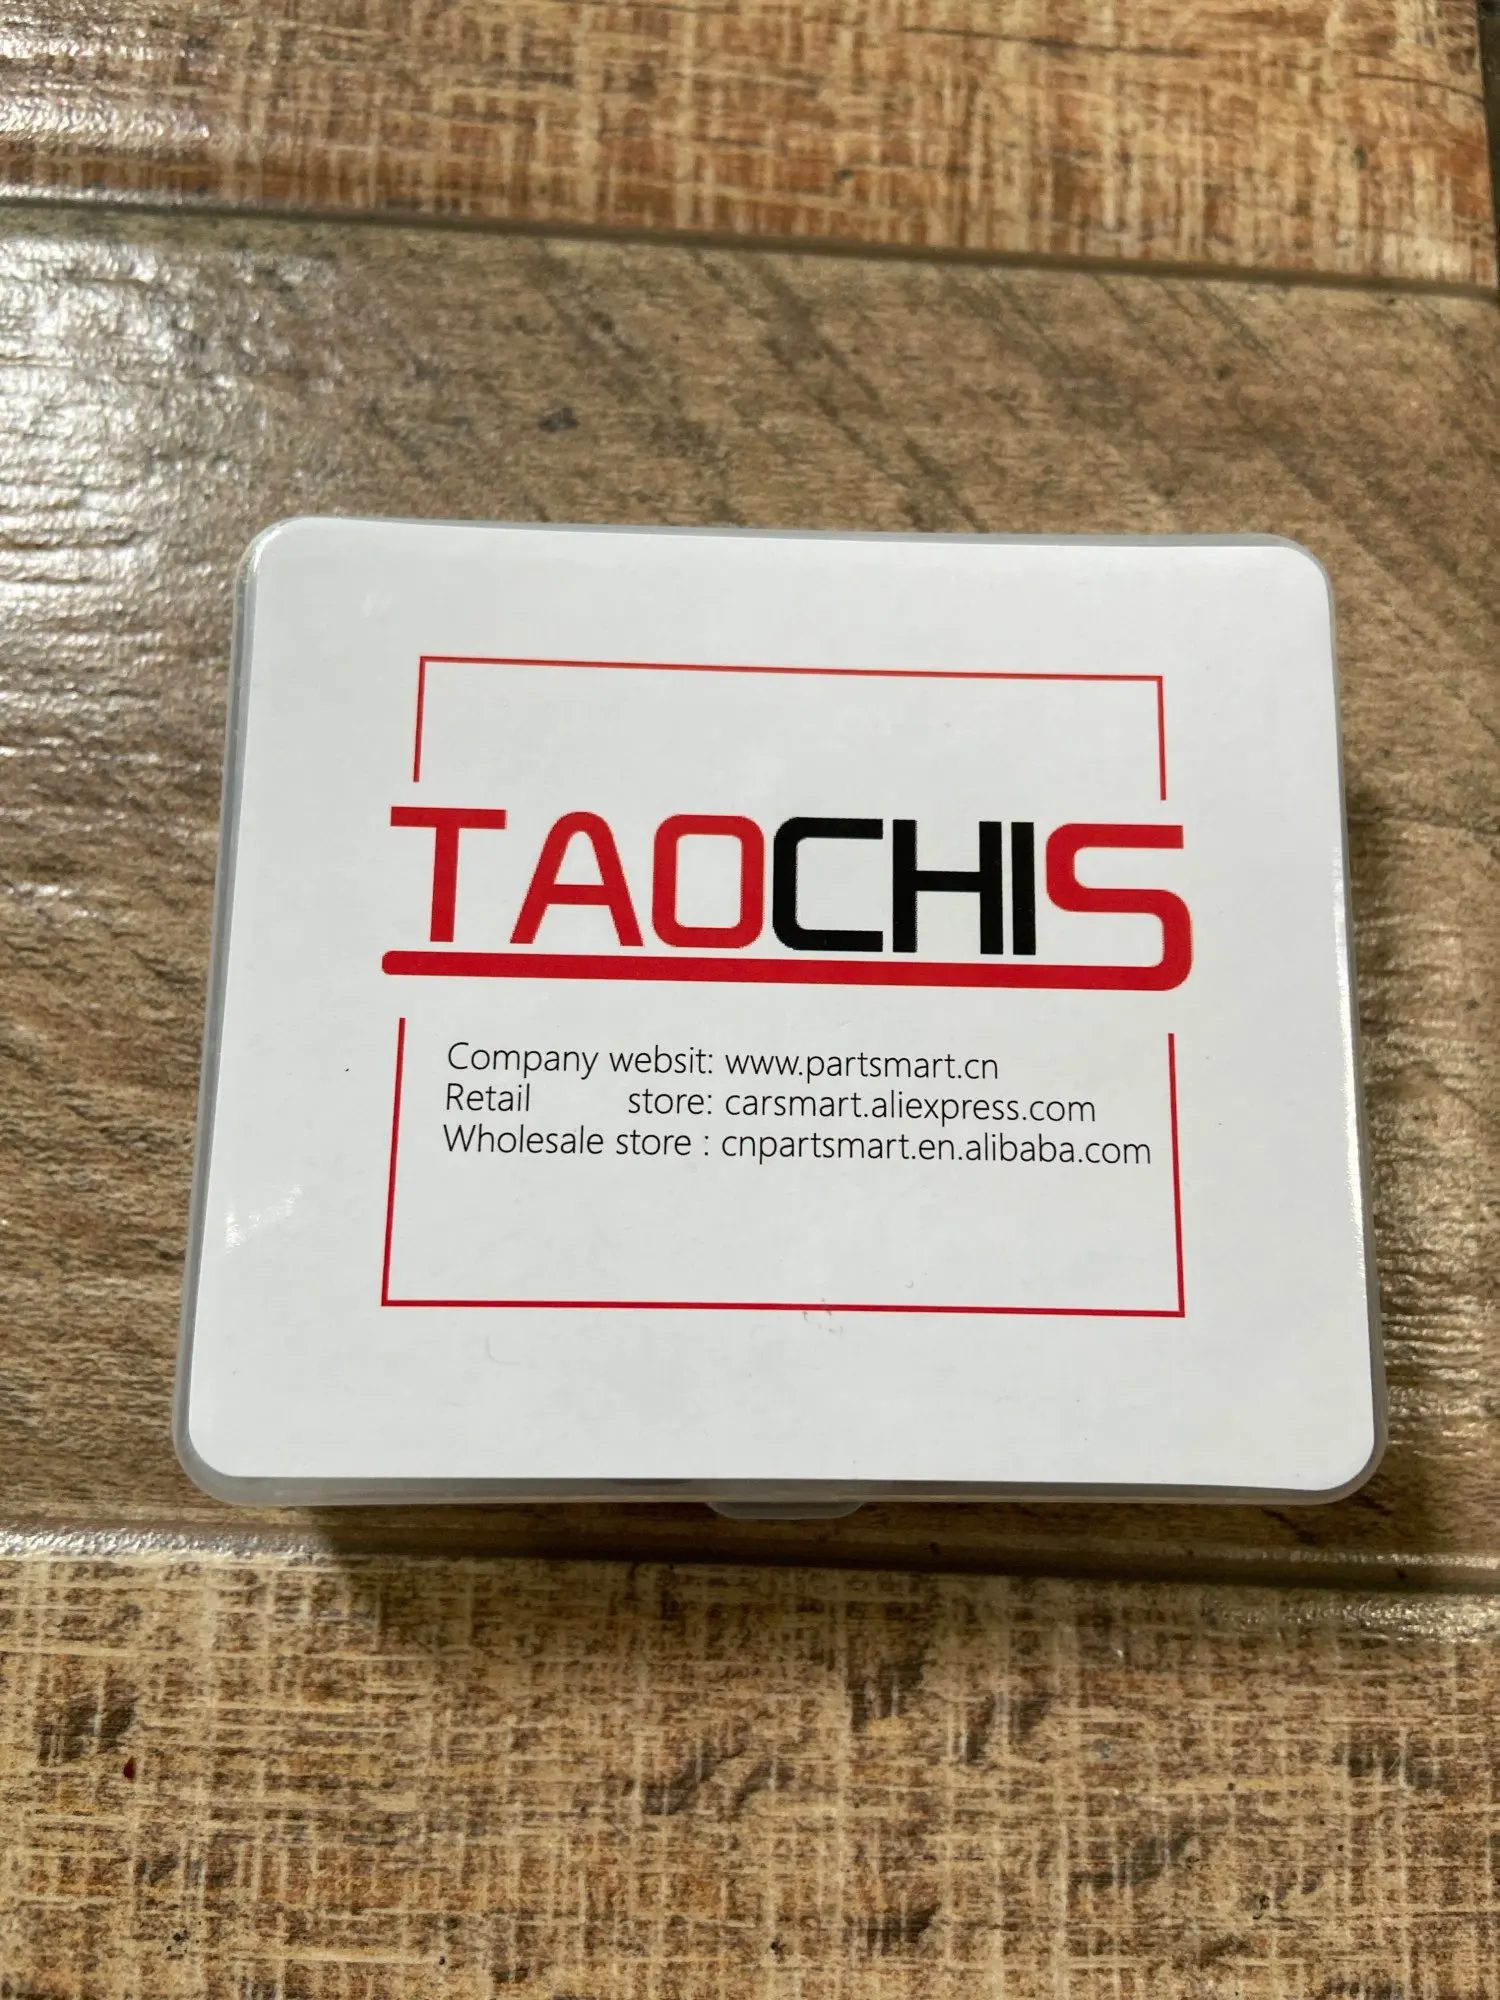 TAOCHIS
Company websit: www.partsmart.cn
Retail store: carsmart.aliexpress.com
Wholesale store : cnpartsmart.en.alibaba.com